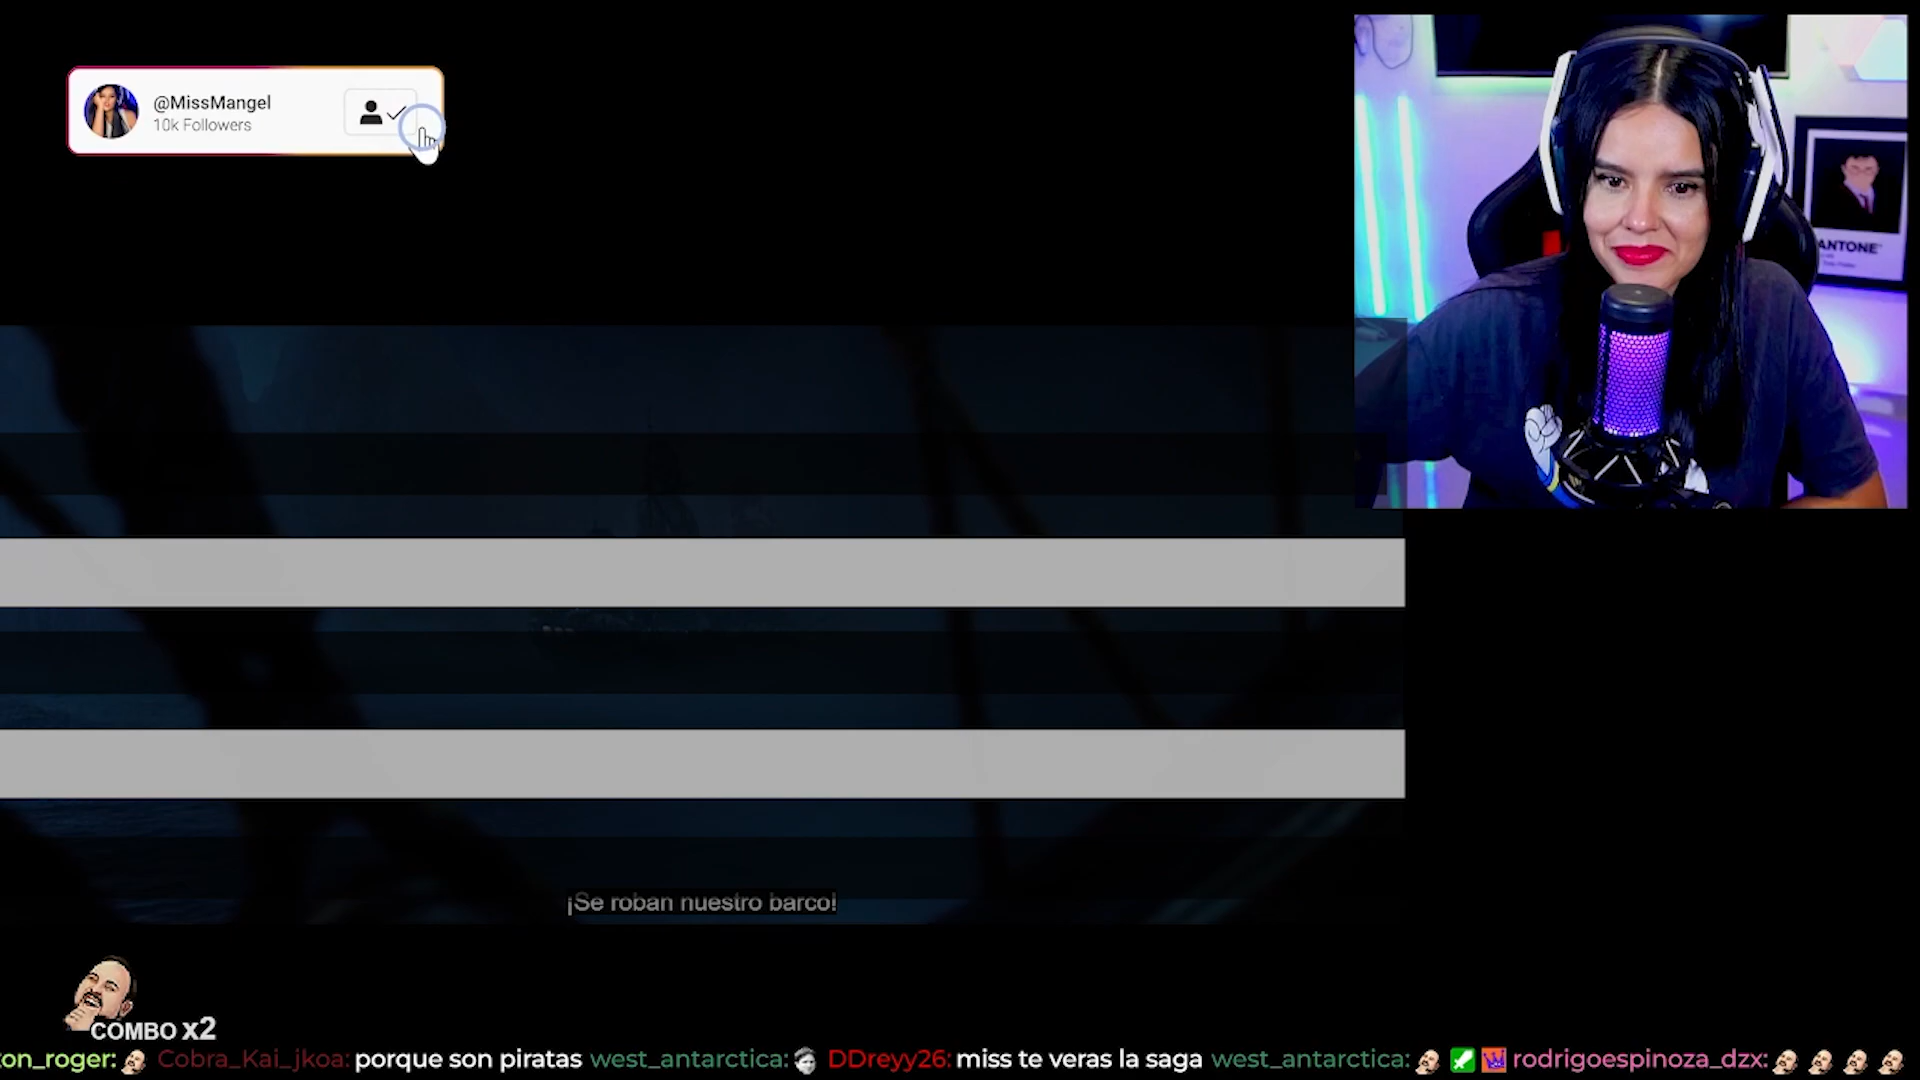 @MissMangel
10k Followers
ANTONE
¡Se roban nuestro barco!
COMBO x2
on_roger: Cobra_Kai_jkoa: porque son piratas west_antarctica: DDreyy26: miss te veras la saga west_antarctica: rodrigoespinoza_dzx: